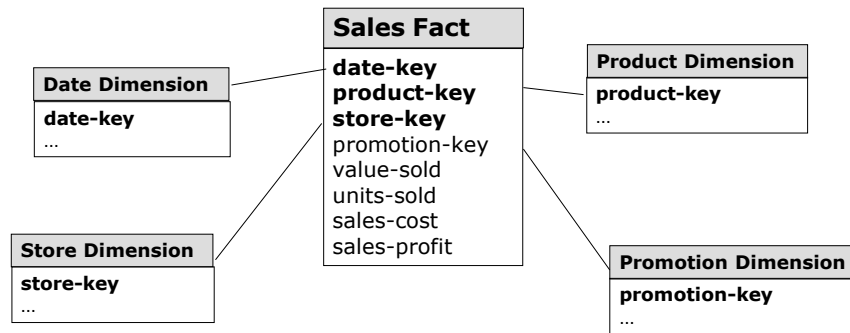 Sales Fact
date-key
product-key
store-key
promotion-key
value-sold
units-sold
sales-cost
sales-profit
Date Dimension
date-key
...
Product Dimension
product-key
...
Store Dimension
store-key
...
Promotion Dimension
promotion-key
...